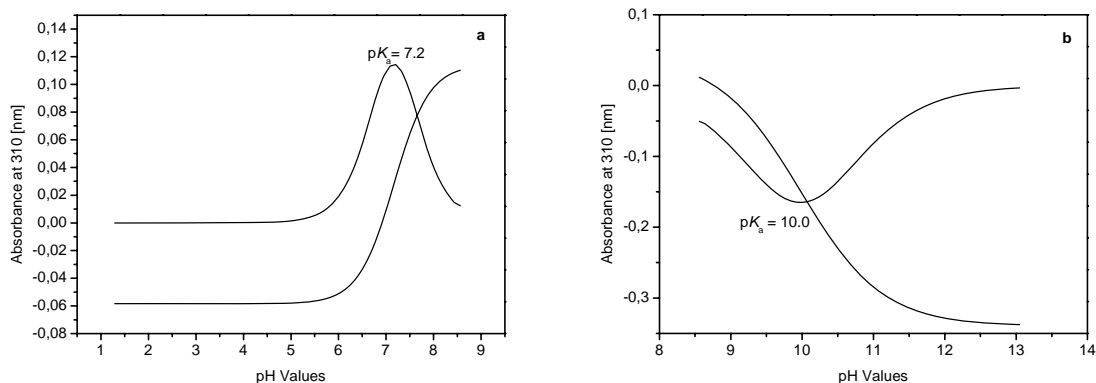 a
0,14
0,12
0,10
0,08
0,06
0,04
0,02
0,00
-0,02
-0,04
-0,06
-0,08
Absorbance at 310 [nm]
pKa = 7.2
1 2 3 4 5 6 7 8 9
pH Values
b
0,1
0,0
-0,1
-0,2
-0,3
Absorbance at 310 [nm]
pKa = 10.0
8 9 10 11 12 13 14
pH Values